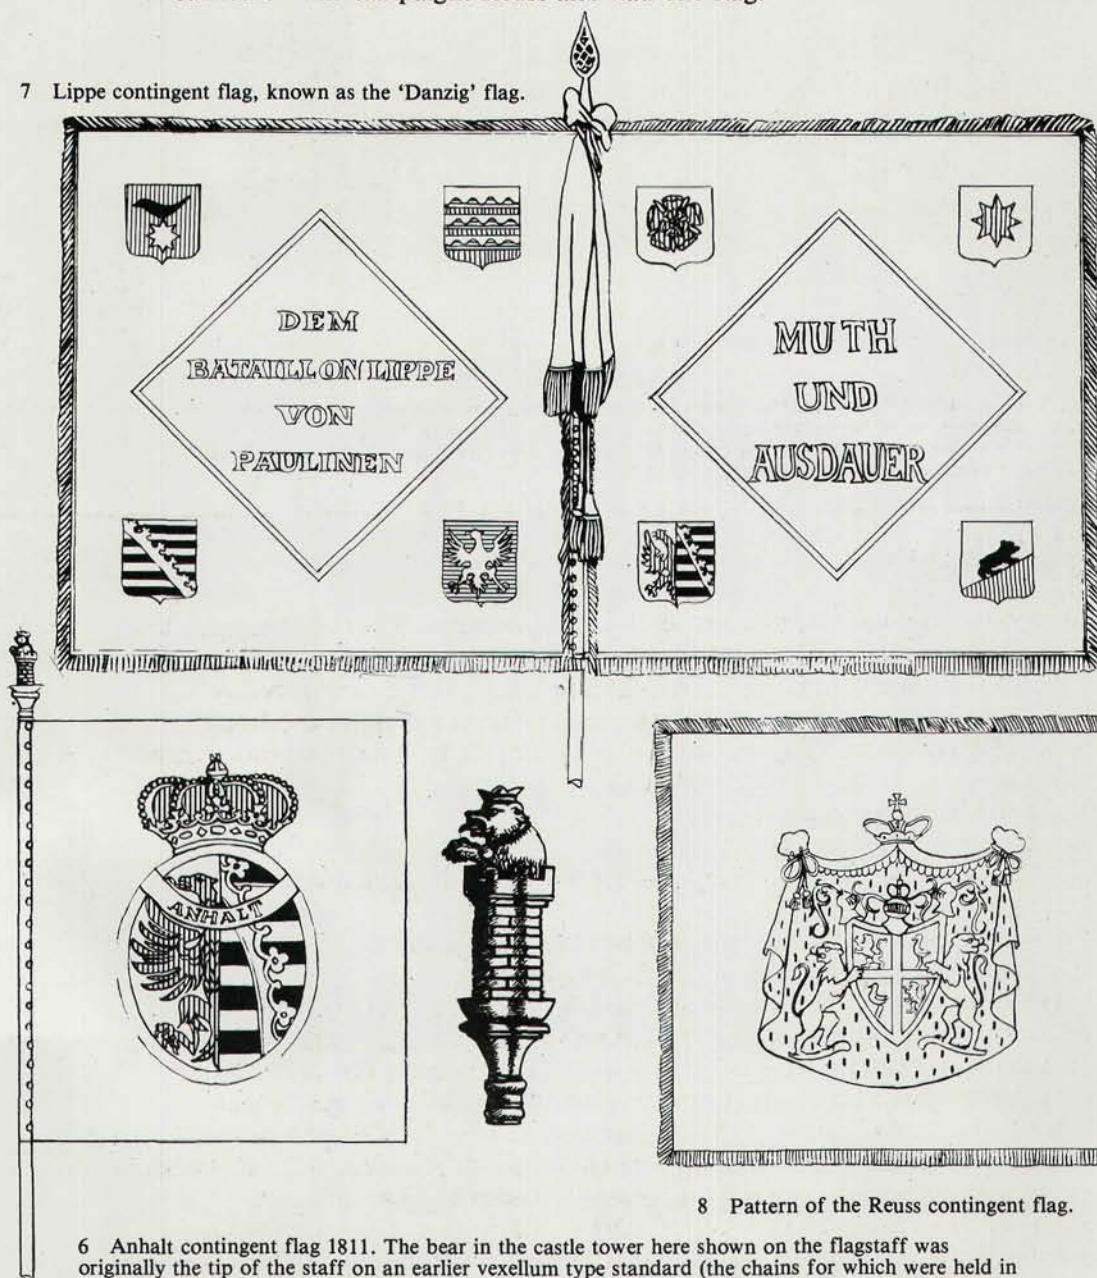 7 Lippe contingent flag, known as the ‘Danzig’ flag.
DEM
BATAILLON LIPPE
VON
PAULINEN
MUTH
UND
AUSDAUER
ANHALT
8 Pattern of the Reuss contingent flag.
6 Anhalt contingent flag 1811. The bear in the castle tower here shown on the flagstaff was
originally the tip of the staff on an earlier vexellum type standard (the chains for which were held in